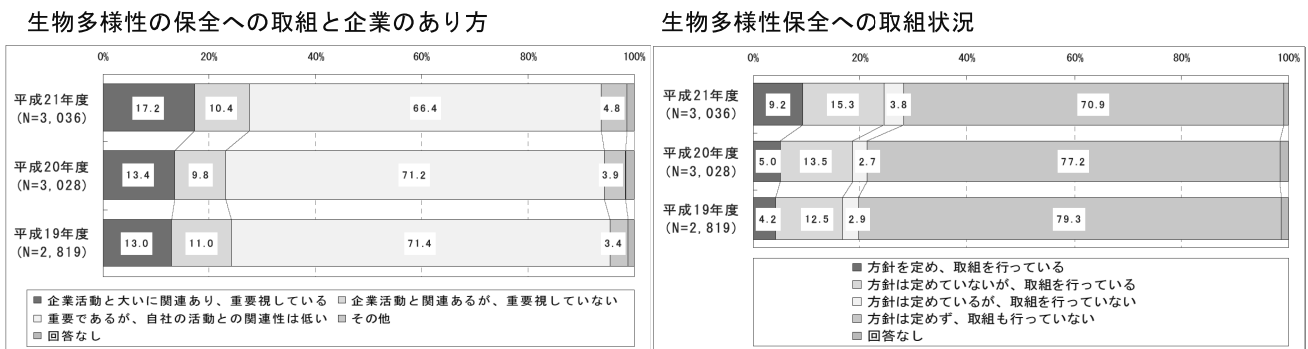 生物多様性の保全への取組と企業のあり方
0% 20% 40% 60% 80% 100%
平成21年度
(N=3,036)
17.2 10.4 66.4 4.8
平成20年度
(N=3,028)
13.4 9.8 71.2 3.9
平成19年度
(N=2,819)
13.0 11.0 71.4 3.4
企業活動と大いに関連あり、重要視している 企業活動と関連あるが、重要視していない
重要であるが、自社の活動との関連性は低い その他
回答なし
生物多様性保全への取組状況
0% 20% 40% 60% 80% 100%
平成21年度
(N=3,036)
9.2 15.3 3.8 70.9
平成20年度
(N=3,028)
5.0 13.5 2.7 77.2
平成19年度
(N=2,819)
4.2 12.5 2.9 79.3
方針を定め、取組を行っている
方針は定めていないが、取組を行っている
方針は定めているが、取組を行っていない
方針は定めず、取組も行っていない
回答なし